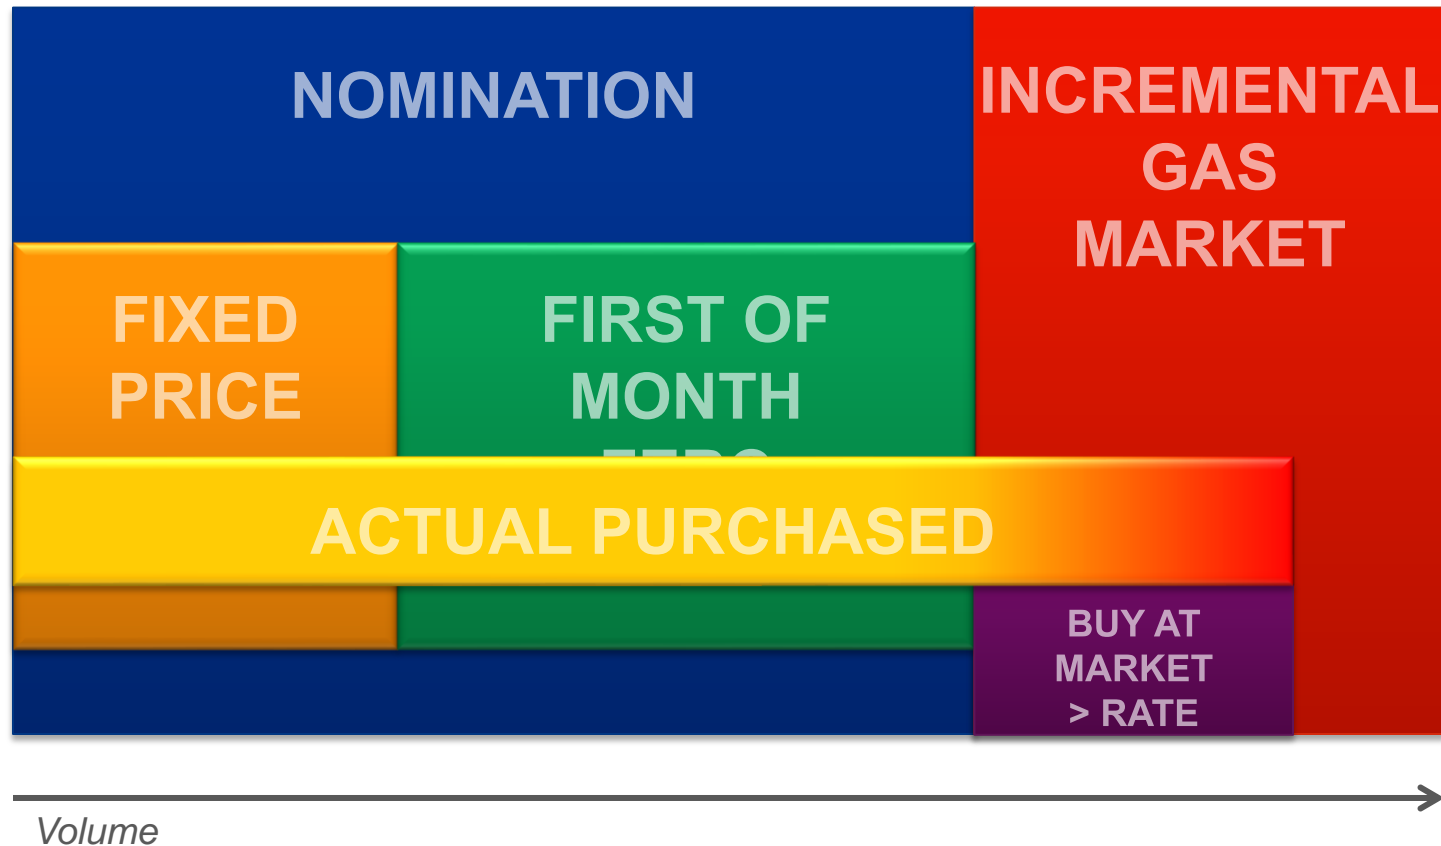 NOMINATION
INCREMENTAL
GAS
MARKET
FIXED
PRICE
FIRST OF
MONTH
ACTUAL PURCHASED
BUY AT
MARKET
> RATE
Volume